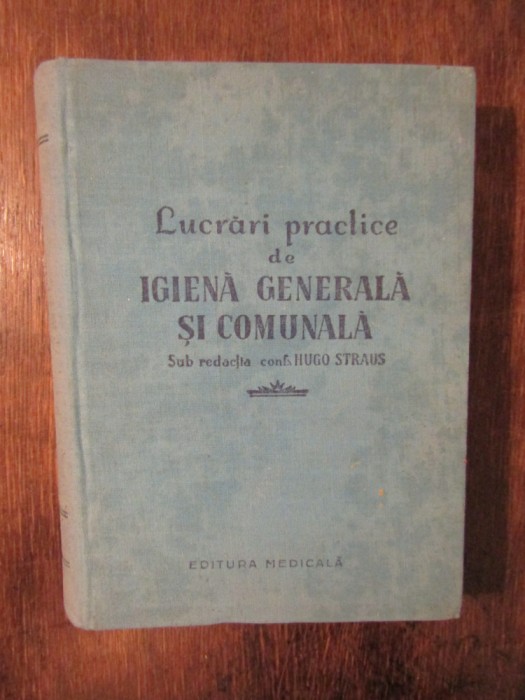 Lucrări practice
de
IGIENĂ GENERALĂ
ȘI COMUNALĂ
Sub redacția conf. HUGO STRAUS
EDITURA MEDICALĂ